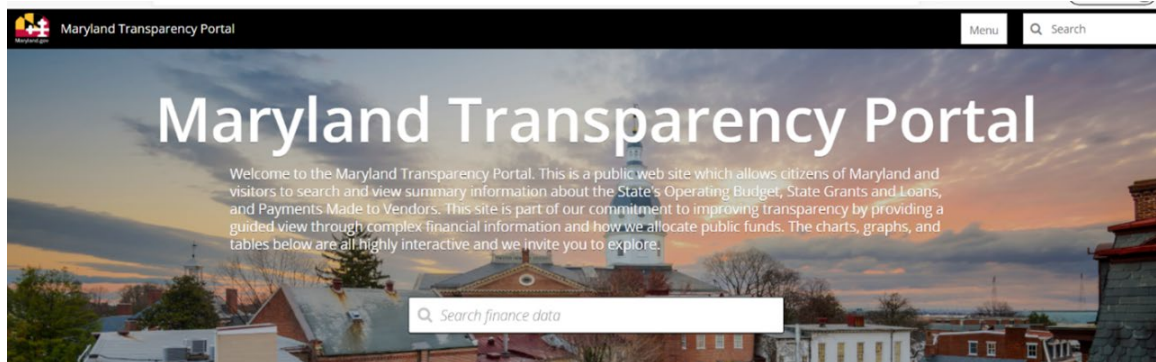 Maryland.gov
Maryland Transparency Portal
Menu
Search
Maryland Transparency Portal
Welcome to the Maryland Transparency Portal. This is a public web site which allows citizens of Maryland and
visitors to search and view summary information about the State's Operating Budget, State Grants and Loans,
and Payments Made to Vendors. This site is part of our commitment to improving transparency by providing a
guided view through complex financial information and how we allocate public funds. The charts, graphs, and
tables below are all highly interactive and we invite you to explore.
Search finance data